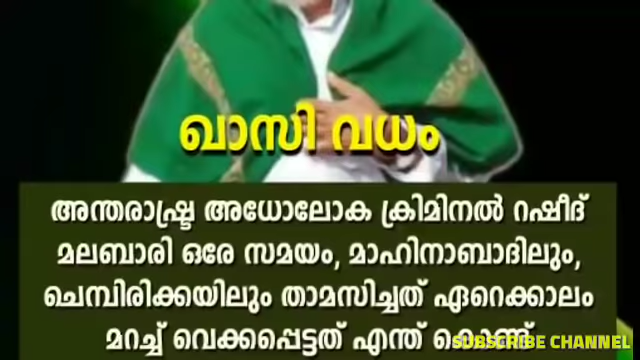 ഖാസി വധം
അന്തരാഷ്ട്ര അധോലോക ക്രിമിനൽ റഷീദ്
മലബാരി ഒരേ സമയം, മാഹിനാബാദിലും,
ചെമ്പിരിക്കയിലും താമസിച്ചത് ഏറെക്കാലം
മറച്ച് വെക്കപ്പെട്ടത് എന്ത് കൊണ്ട്
SUBSCRIBE CHANNEL